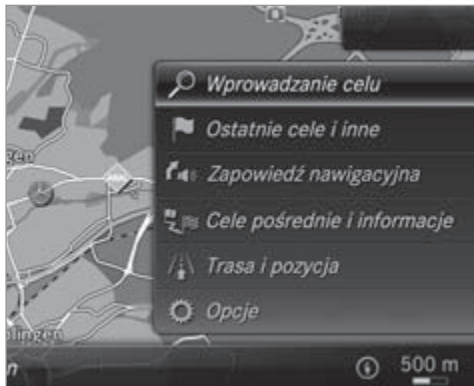 Wprowadzanie celu
Ostatnie cele i inne
Zapowiedź nawigacyjna
Cele pośrednie i informacje
Trasa i pozycja
Opcje
500 m